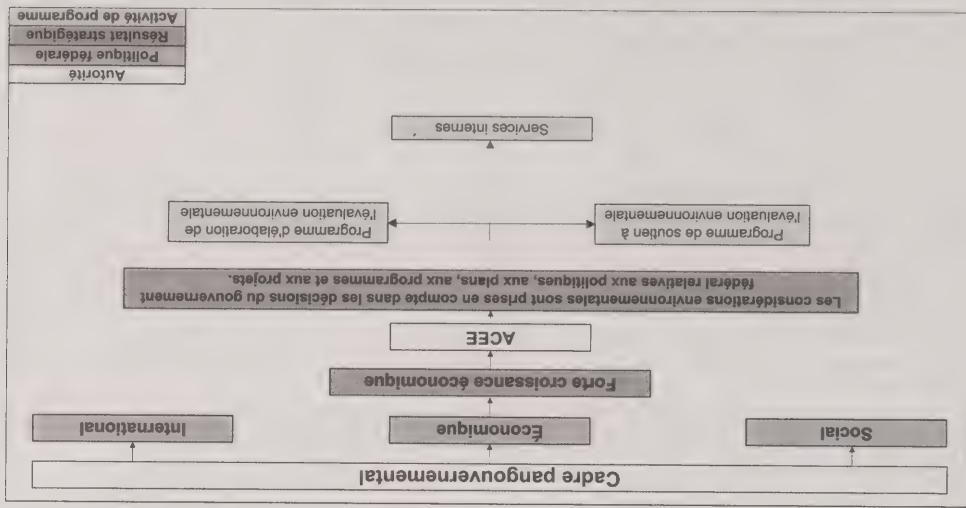 Cadre pangouvernemental
Social
Économique
International
Forte croissance économique
ACEE
Les considérations environnementales sont prises en compte dans les décisions du gouvernement
fédéral relatives aux politiques, aux plans, aux programmes et aux projets.
Programme de soutien à
l'évaluation environnementale
Programme d'élaboration de
l'évaluation environnementale
Services internes
Autorité
Politique fédérale
Résultat stratégique
Activité de programme